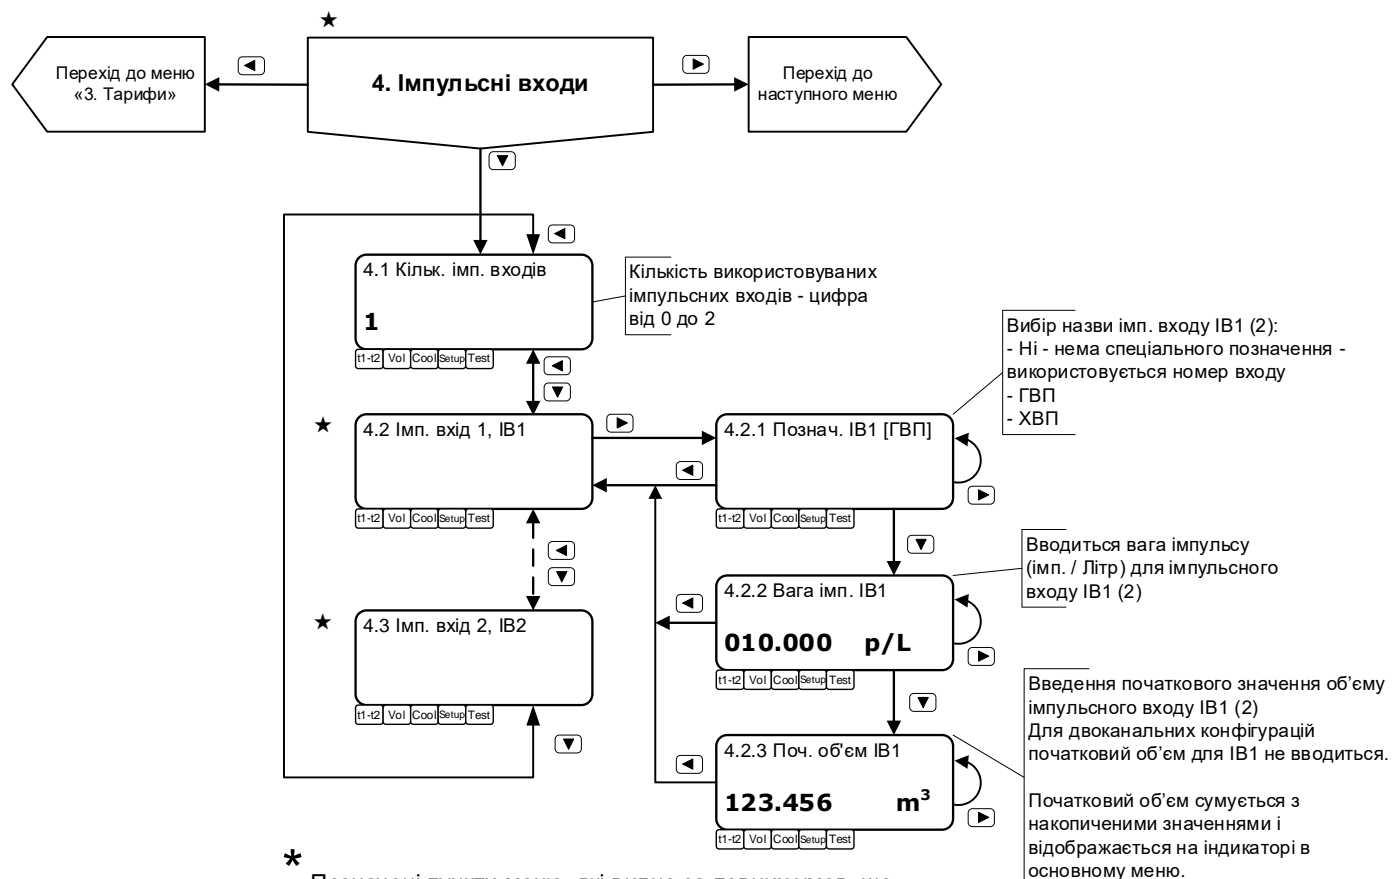 ★
Перехід до меню
«3. Тарифи»
4. Імпульсні входи
Перехід до
наступного меню
4.1 Кільк. імп. входів
1
t1-t2 Vol Cool Setup Test
Кількість використовуваних
імпульсних входів - цифра
від 0 до 2
Вибір назви імп. входу ІВ1 (2):
- Ні - нема спеціального позначення -
використовується номер входу
- ГВП
- ХВП
★
4.2 Імп. вхід 1, ІВ1
t1-t2 Vol Cool Setup Test
4.2.1 Познач. ІВ1 [ГВП]
t1-t2 Vol Cool Setup Test
Вводиться вага імпульсу
(імп. / Літр) для імпульсного
входу ІВ1 (2)
4.2.2 Вага імп. ІВ1
010.000 p/L
t1-t2 Vol Cool Setup Test
★
4.3 Імп. вхід 2, ІВ2
t1-t2 Vol Cool Setup Test
Введення початкового значення об’єму
імпульсного входу ІВ1 (2)
Для двоканальних конфігурацій
початковий об’єм для ІВ1 не вводиться.
Початковий об’єм сумується з
накопиченими значеннями і
відображається на індикаторі в
основному меню.
4.2.3 Поч. об'єм ІВ1
123.456 m³
t1-t2 Vol Cool Setup Test
*